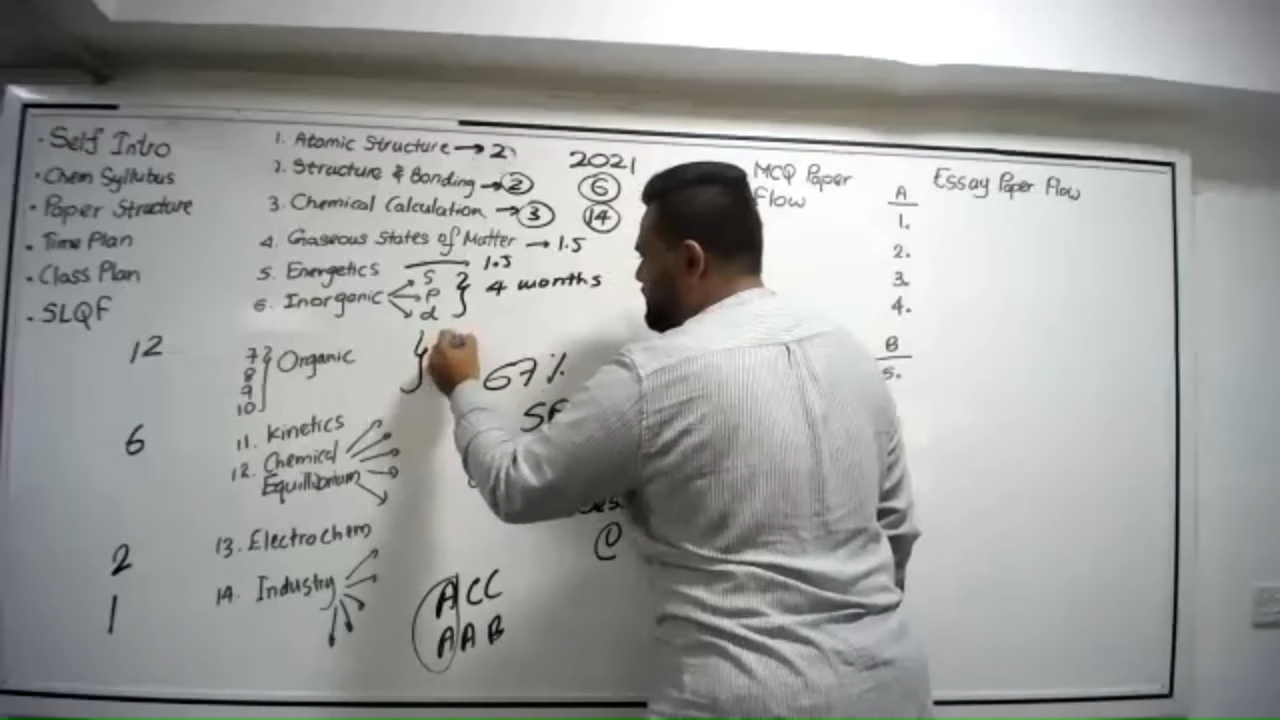 · Self Intro
· Chem Syllabus
· Paper Structure
· Time Plan
· Class Plan
· SLQF
12
6
2
1
1. Atomic Structure → 2
2. Structure & Bonding → 2
3. Chemical Calculation → 3
4. Gaseous States of Matter → 1.5
5. Energetics 1.5
6. Inorganic s p d } 4 months
7
8
9
10
Organic
11. Kinetics
12. Chemical
Equillibrium
13. Electrochem
14. Industry
2021
6
14
67%
A CC
A A B
MCQ Paper
Flow
A
1.
2.
3.
4.
B
5.
Essay Paper Flow